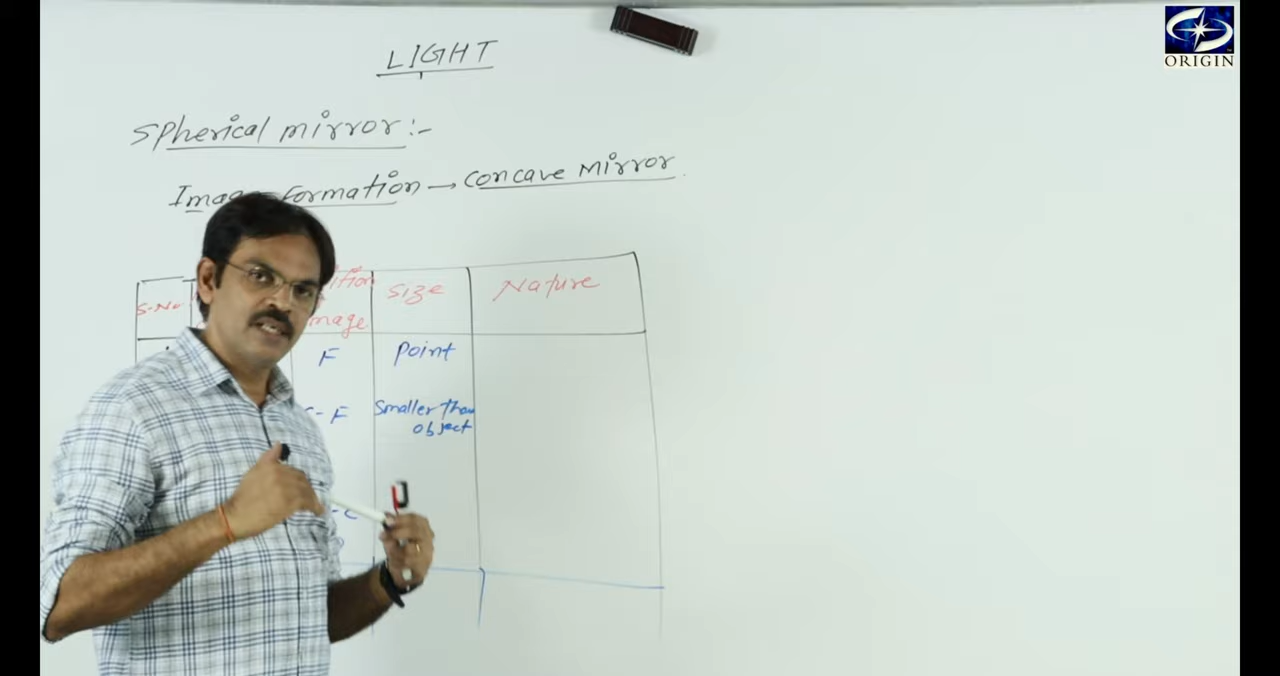 LIGHT
ORIGIN
Spherical mirror:-
Image formation → Concave Mirror.
S-No
Size
Nature
F
point
- F
Smaller than
object